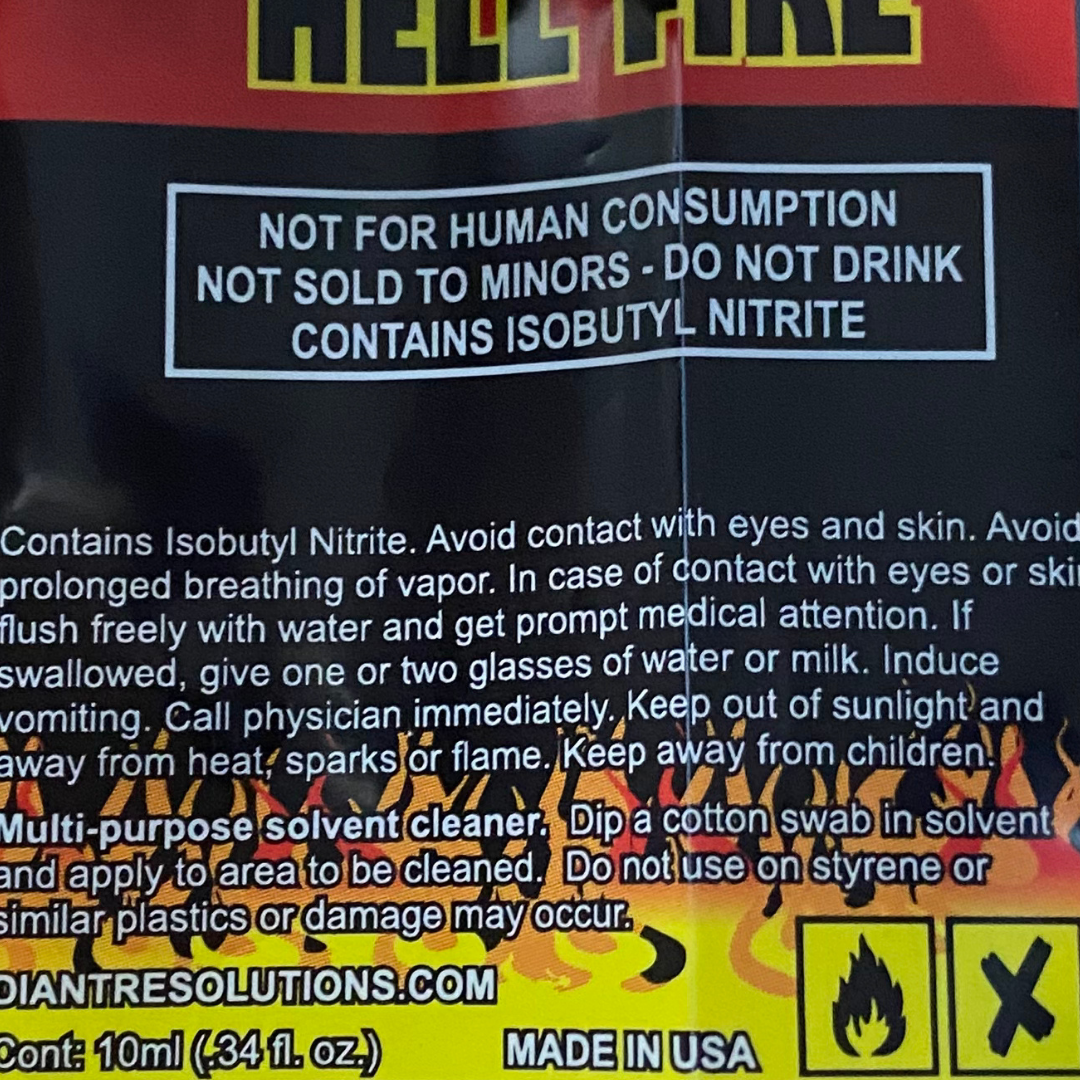 HELL FIRE
NOT FOR HUMAN CONSUMPTION
NOT SOLD TO MINORS - DO NOT DRINK
CONTAINS ISOBUTYL NITRITE
Contains Isobutyl Nitrite. Avoid contact with eyes and skin. Avoid
prolonged breathing of vapor. In case of contact with eyes or skin
flush freely with water and get prompt medical attention. If
swallowed, give one or two glasses of water or milk. Induce
vomiting. Call physician immediately. Keep out of sunlight and
away from heat, sparks or flame. Keep away from children.
Multi-purpose solvent cleaner. Dip a cotton swab in solvent
and apply to area to be cleaned. Do not use on styrene or
similar plastics or damage may occur.
DIANTRESOLUTIONS.COM
Cont: 10ml (.34 fl. oz.)
MADE IN USA